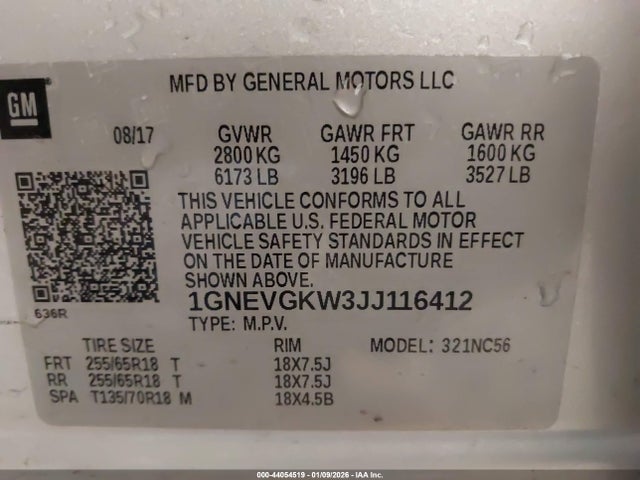 GM
MFD BY GENERAL MOTORS LLC
08/17 GVWR GAWR FRT GAWR RR
2800 KG 1450 KG 1600 KG
6173 LB 3196 LB 3527 LB
THIS VEHICLE CONFORMS TO ALL
APPLICABLE U.S. FEDERAL MOTOR
VEHICLE SAFETY STANDARDS IN EFFECT
ON THE DATE OF MANUFACTURE
SHOWN ABOVE.
1GNEVGKW3JJ116412
636R
TYPE: M.P.V.
TIRE SIZE RIM MODEL: 321NC56
FRT 255/65R18 T 18X7.5J
RR 255/65R18 T 18X7.5J
SPA T135/70R18 M 18X4.5B
000-44054519 | 01/09/2026 | IAA Inc.